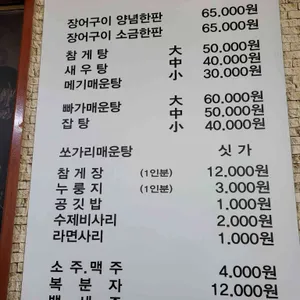 장어구이 양념한판 65.000원
장어구이 소금한판 65.000원
참 게 탕 大 50.000원
새 우 탕 中 40.000원
메기매운탕 小 30.000원
빠가매운탕 大 60.000원
잡 탕 中 50.000원
小 40.000원
쏘가리매운탕 싯 가
참 게 장 (1인분) 12.000원
누 룽 지 (1인분) 3.000원
공 깃 밥 1.000원
수제비사리 2.000원
라면사리 1.000원
소 주.맥 주 4.000원
복 분 자 12.000원